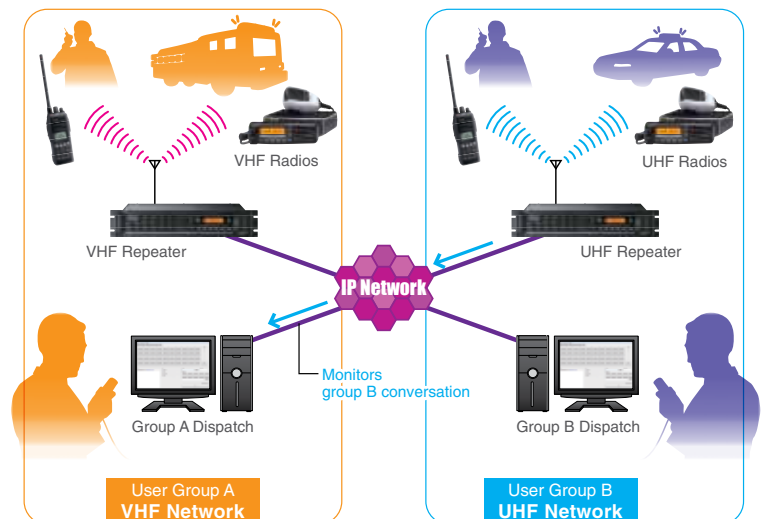 VHF Radios
UHF Radios
VHF Repeater
UHF Repeater
IP Network
Monitors
group B conversation
Group A Dispatch
Group B Dispatch
User Group A
VHF Network
User Group B
UHF Network